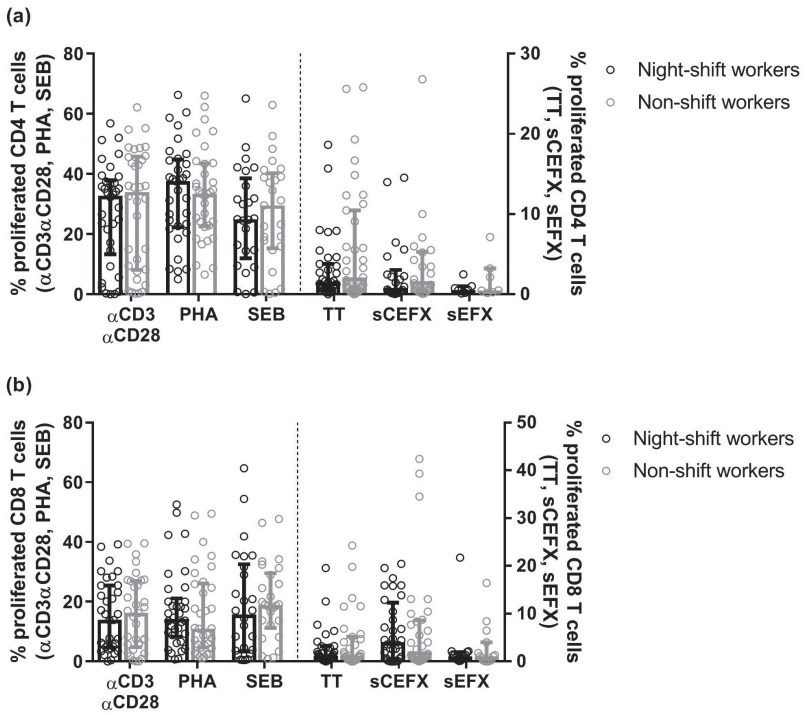 (a)
% proliferated CD4 T cells
(αCD3αCD28, PHA, SEB)
80
60
40
20
0
30
20
10
0
% proliferated CD4 T cells
(TT, sCEFX, sEFX)
Night-shift workers
Non-shift workers
αCD3
αCD28
PHA
SEB
TT
sCEFX
sEFX
(b)
% proliferated CD8 T cells
(αCD3αCD28, PHA, SEB)
80
60
40
20
0
50
40
30
20
10
0
% proliferated CD8 T cells
(TT, sCEFX, sEFX)
Night-shift workers
Non-shift workers
αCD3
αCD28
PHA
SEB
TT
sCEFX
sEFX